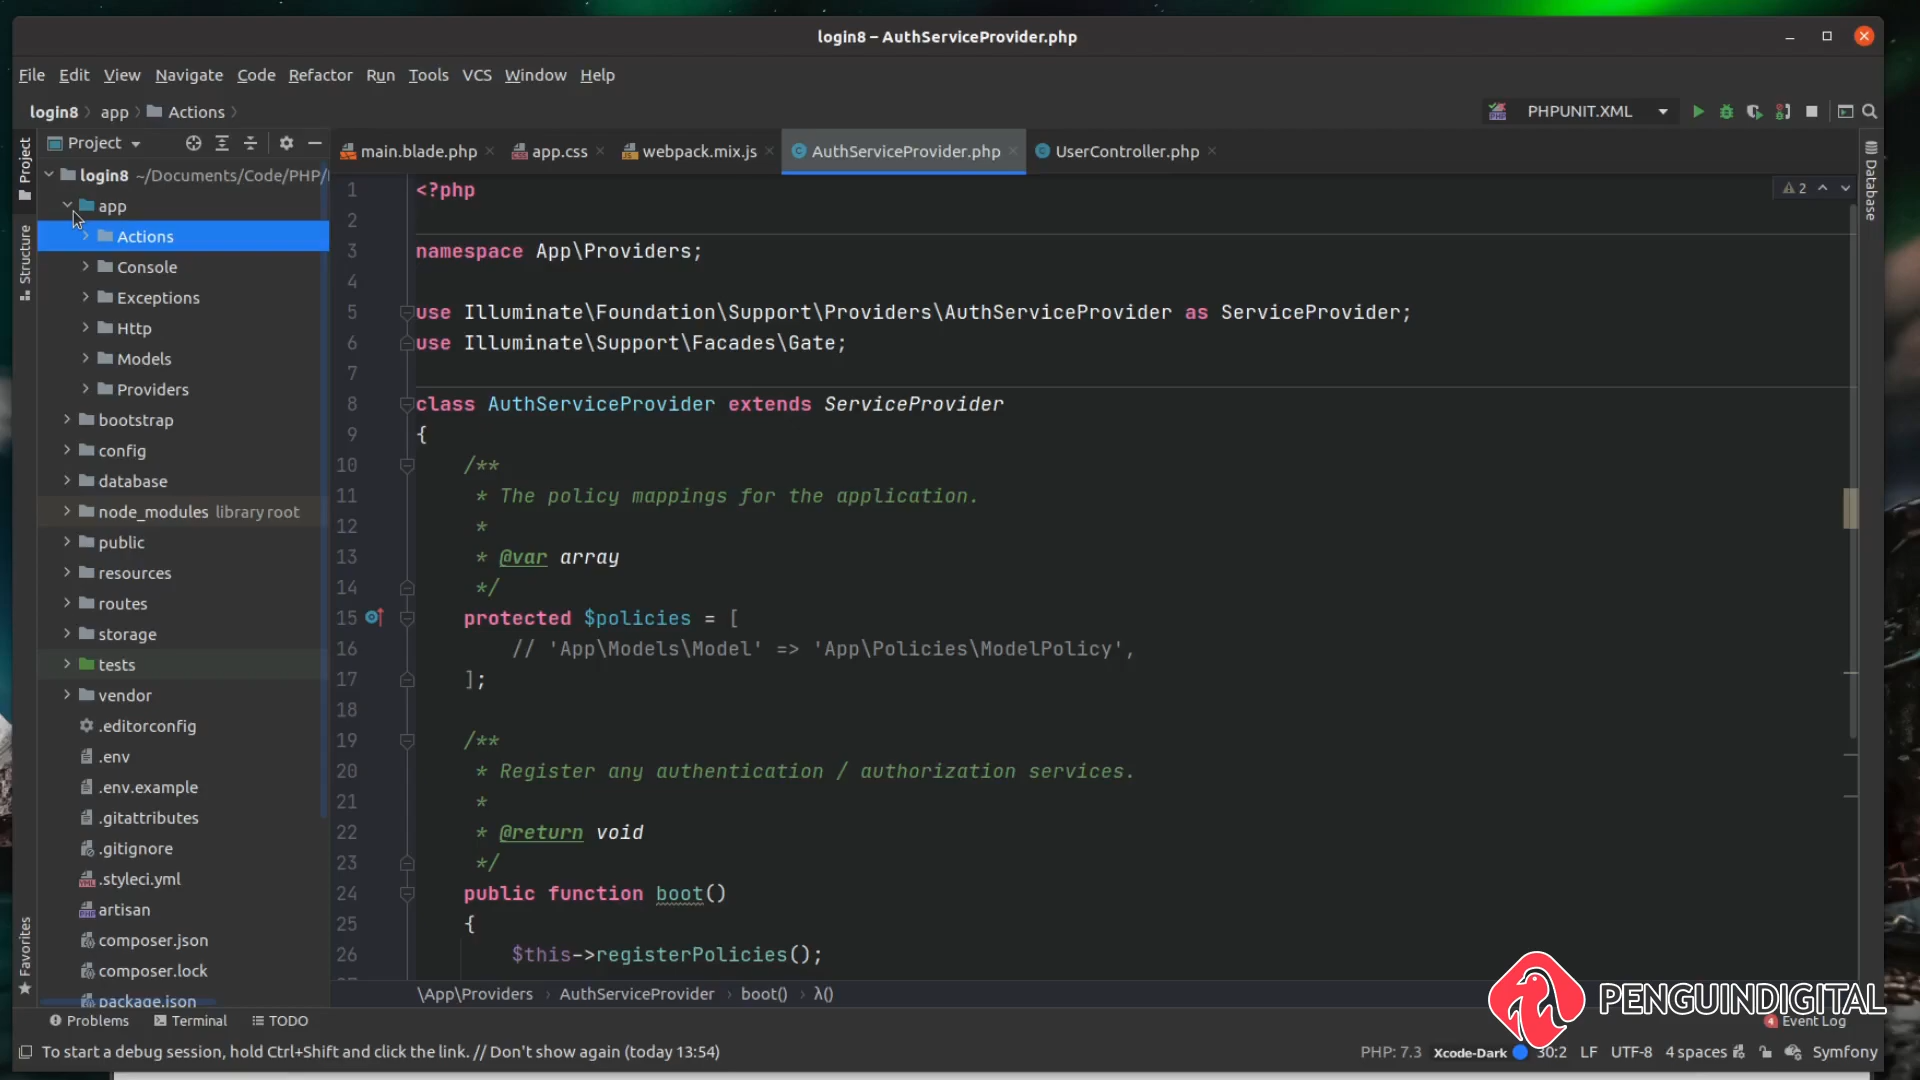 login8 – AuthServiceProvider.php
File Edit View Navigate Code Refactor Run Tools VCS Window Help
login8 app Actions
PHPUNIT.XML
Project
main.blade.php app.css webpack.mix.js AuthServiceProvider.php UserController.php
Project
Structure
Favorites
Database
login8 ~/Documents/Code/PHP/
app
Actions
Console
Exceptions
Http
Models
Providers
bootstrap
config
database
node_modules library root
public
resources
routes
storage
tests
vendor
.editorconfig
.env
.env.example
.gitattributes
.gitignore
.styleci.yml
artisan
composer.json
composer.lock
package.json
2
1 <?php
2
3 namespace App\Providers;
4
5 use Illuminate\Foundation\Support\Providers\AuthServiceProvider as ServiceProvider;
6 use Illuminate\Support\Facades\Gate;
7
8 class AuthServiceProvider extends ServiceProvider
9 {
10 /**
11 * The policy mappings for the application.
12 *
13 * @var array
14 */
15 protected $policies = [
16 // 'App\Models\Model' => 'App\Policies\ModelPolicy',
17 ];
18
19 /**
20 * Register any authentication / authorization services.
21 *
22 * @return void
23 */
24 public function boot()
25 {
26 $this->registerPolicies();
\App\Providers AuthServiceProvider boot() λ()
PENGUINDIGITAL
Problems Terminal TODO
4 Event Log
To start a debug session, hold Ctrl+Shift and click the link. // Don't show again (today 13:54)
PHP: 7.3 Xcode-Dark 30:2 LF UTF-8 4 spaces Symfony